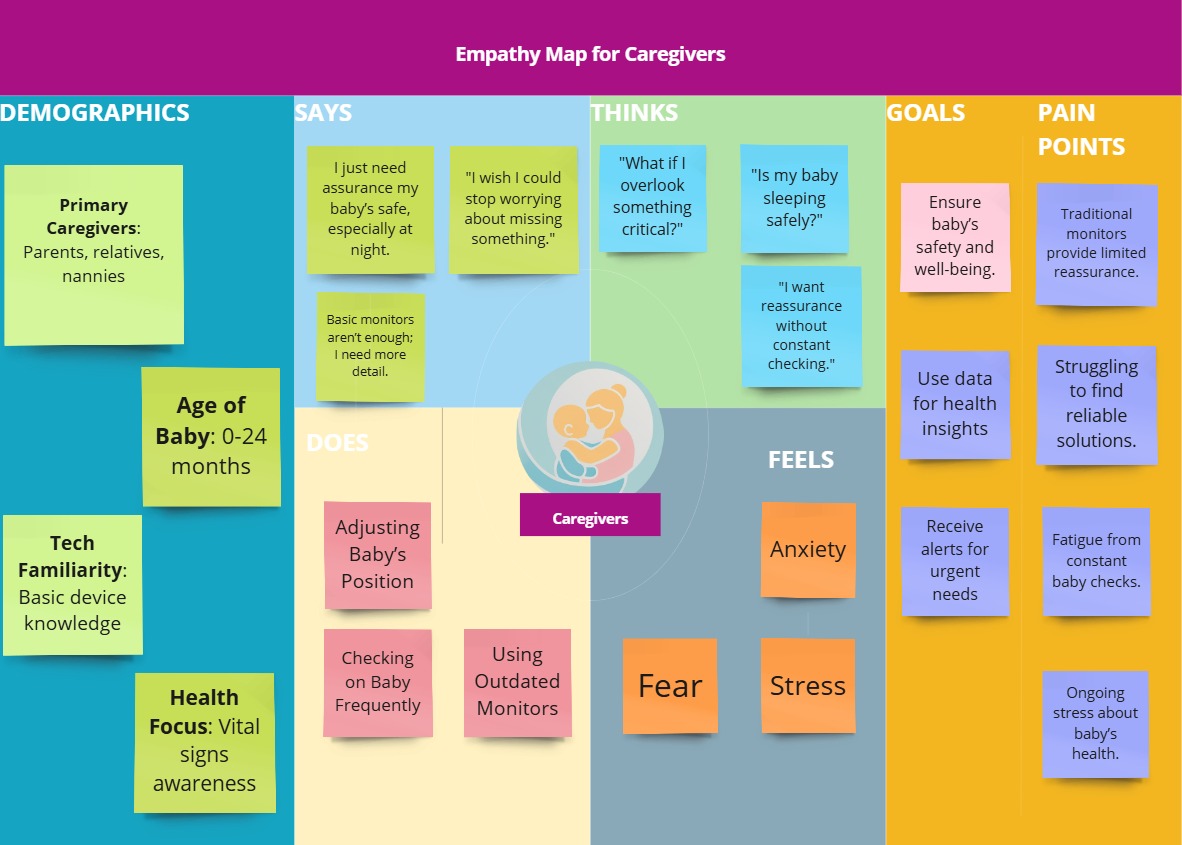 Empathy Map for Caregivers
DEMOGRAPHICS
Primary
Caregivers:
Parents, relatives,
nannies
Age of
Baby: 0-24
months
Tech
Familiarity:
Basic device
knowledge
Health
Focus: Vital
signs
awareness
SAYS
I just need
assurance my
baby’s safe,
especially at
night.
"I wish I could
stop worrying
about missing
something."
Basic monitors
aren’t enough;
I need more
detail.
THINKS
"What if I
overlook
something
critical?"
"Is my baby
sleeping
safely?"
"I want
reassurance
without
constant
checking."
DOES
Adjusting
Baby’s
Position
Checking
on Baby
Frequently
Using
Outdated
Monitors
Caregivers
FEELS
Anxiety
Fear
Stress
GOALS
Ensure
baby’s
safety and
well-being.
Use data
for health
insights
Receive
alerts for
urgent
needs
PAIN
POINTS
Traditional
monitors
provide limited
reassurance.
Struggling
to find
reliable
solutions.
Fatigue from
constant
baby checks.
Ongoing
stress about
baby’s
health.